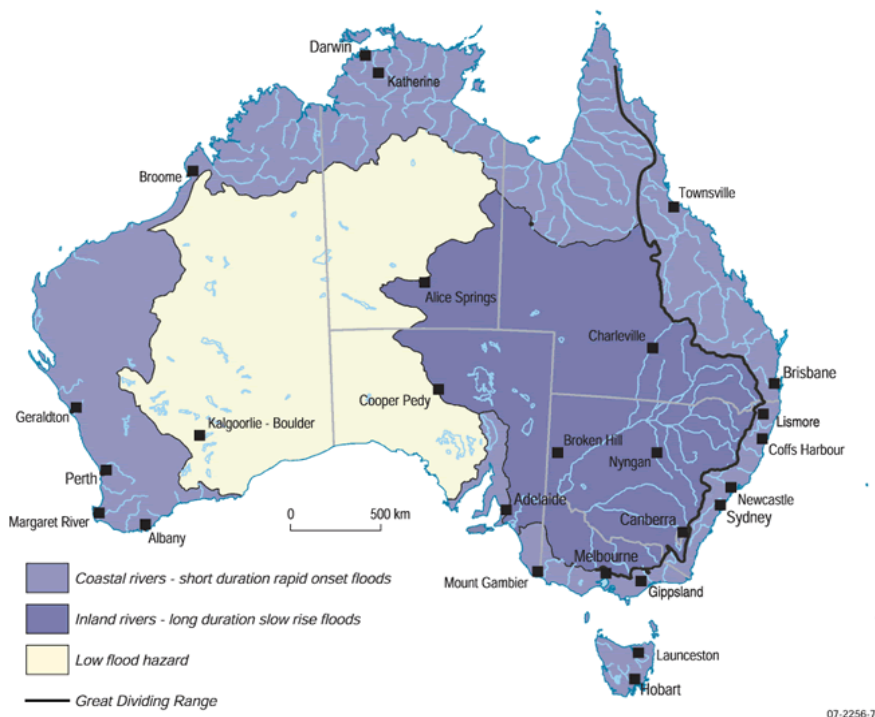 Darwin
Katherine
Broome
Townsville
Alice Springs
Charleville
Brisbane
Cooper Pedy
Geraldton
Lismore
Kalgoorlie - Boulder
Broken Hill
Coffs Harbour
Nyngan
Perth
Newcastle
Adelaide
Sydney
Margaret River
0 500 km
Canberra
Albany
Melbourne
Mount Gambier
Gippsland
Coastal rivers - short duration rapid onset floods
Inland rivers - long duration slow rise floods
Low flood hazard
Launceston
Hobart
Great Dividing Range
07-2256-7